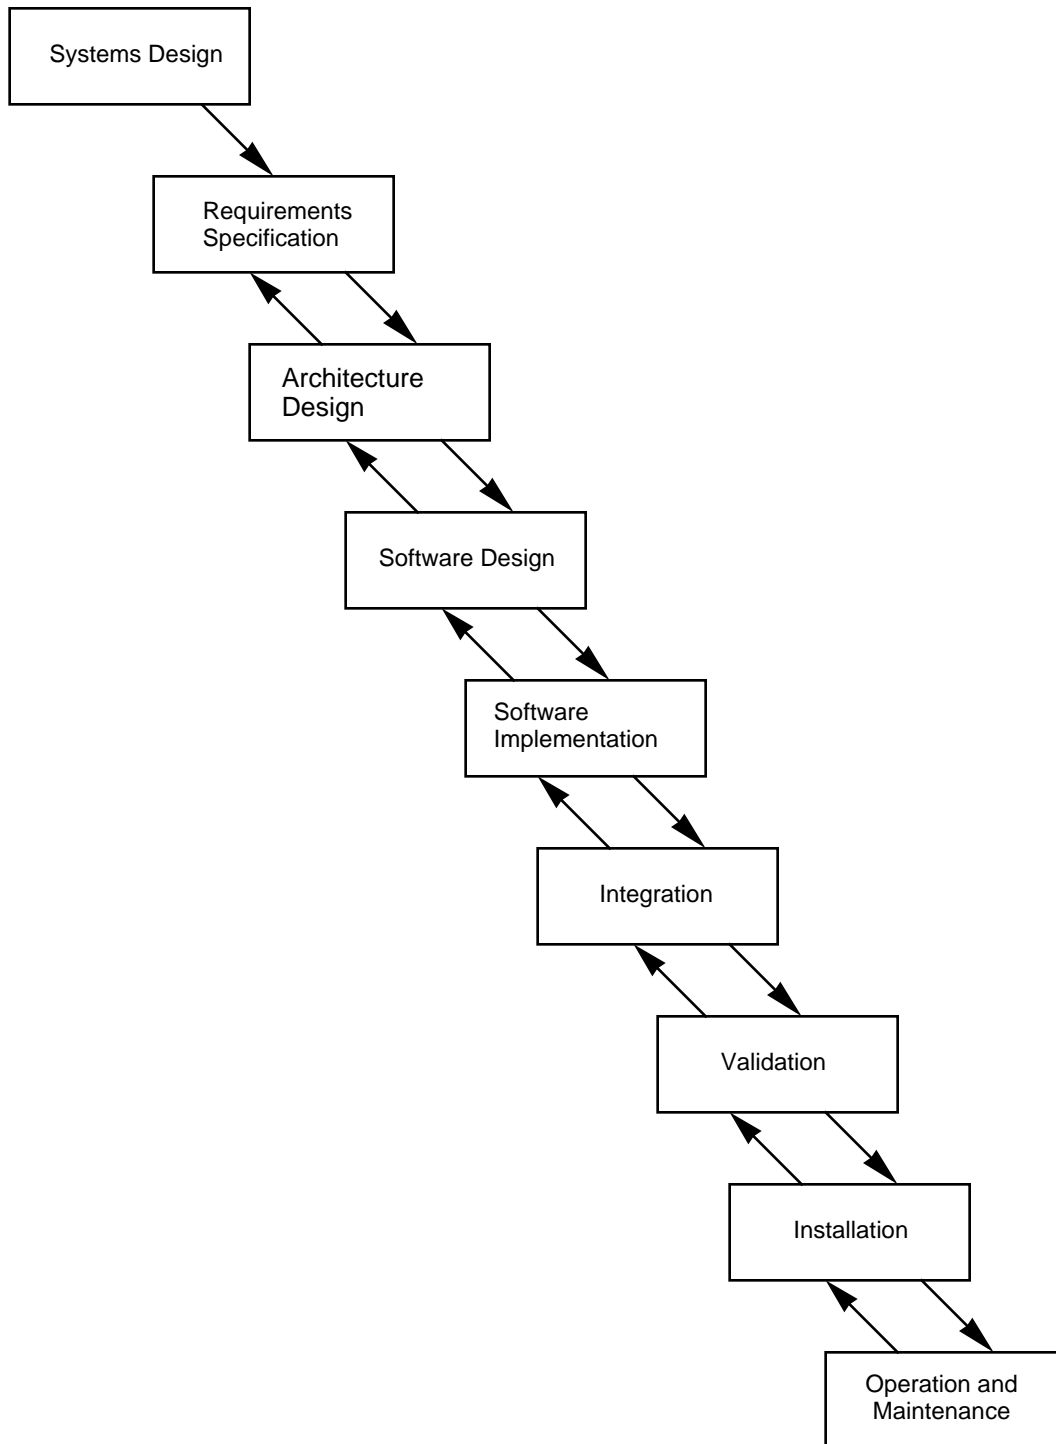 Systems Design
Requirements
Specification
Architecture
Design
Software Design
Software
Implementation
Integration
Validation
Installation
Operation and
Maintenance